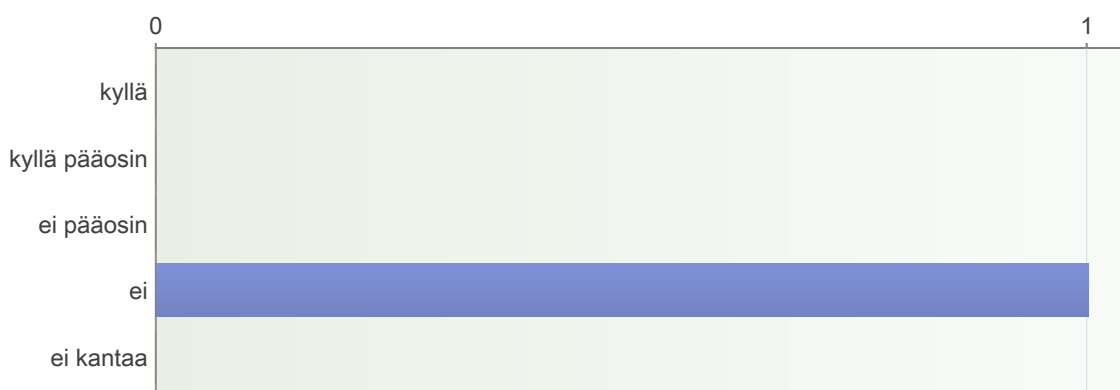 0 1
kyllä
kyllä pääosin
ei pääosin
ei
ei kantaa